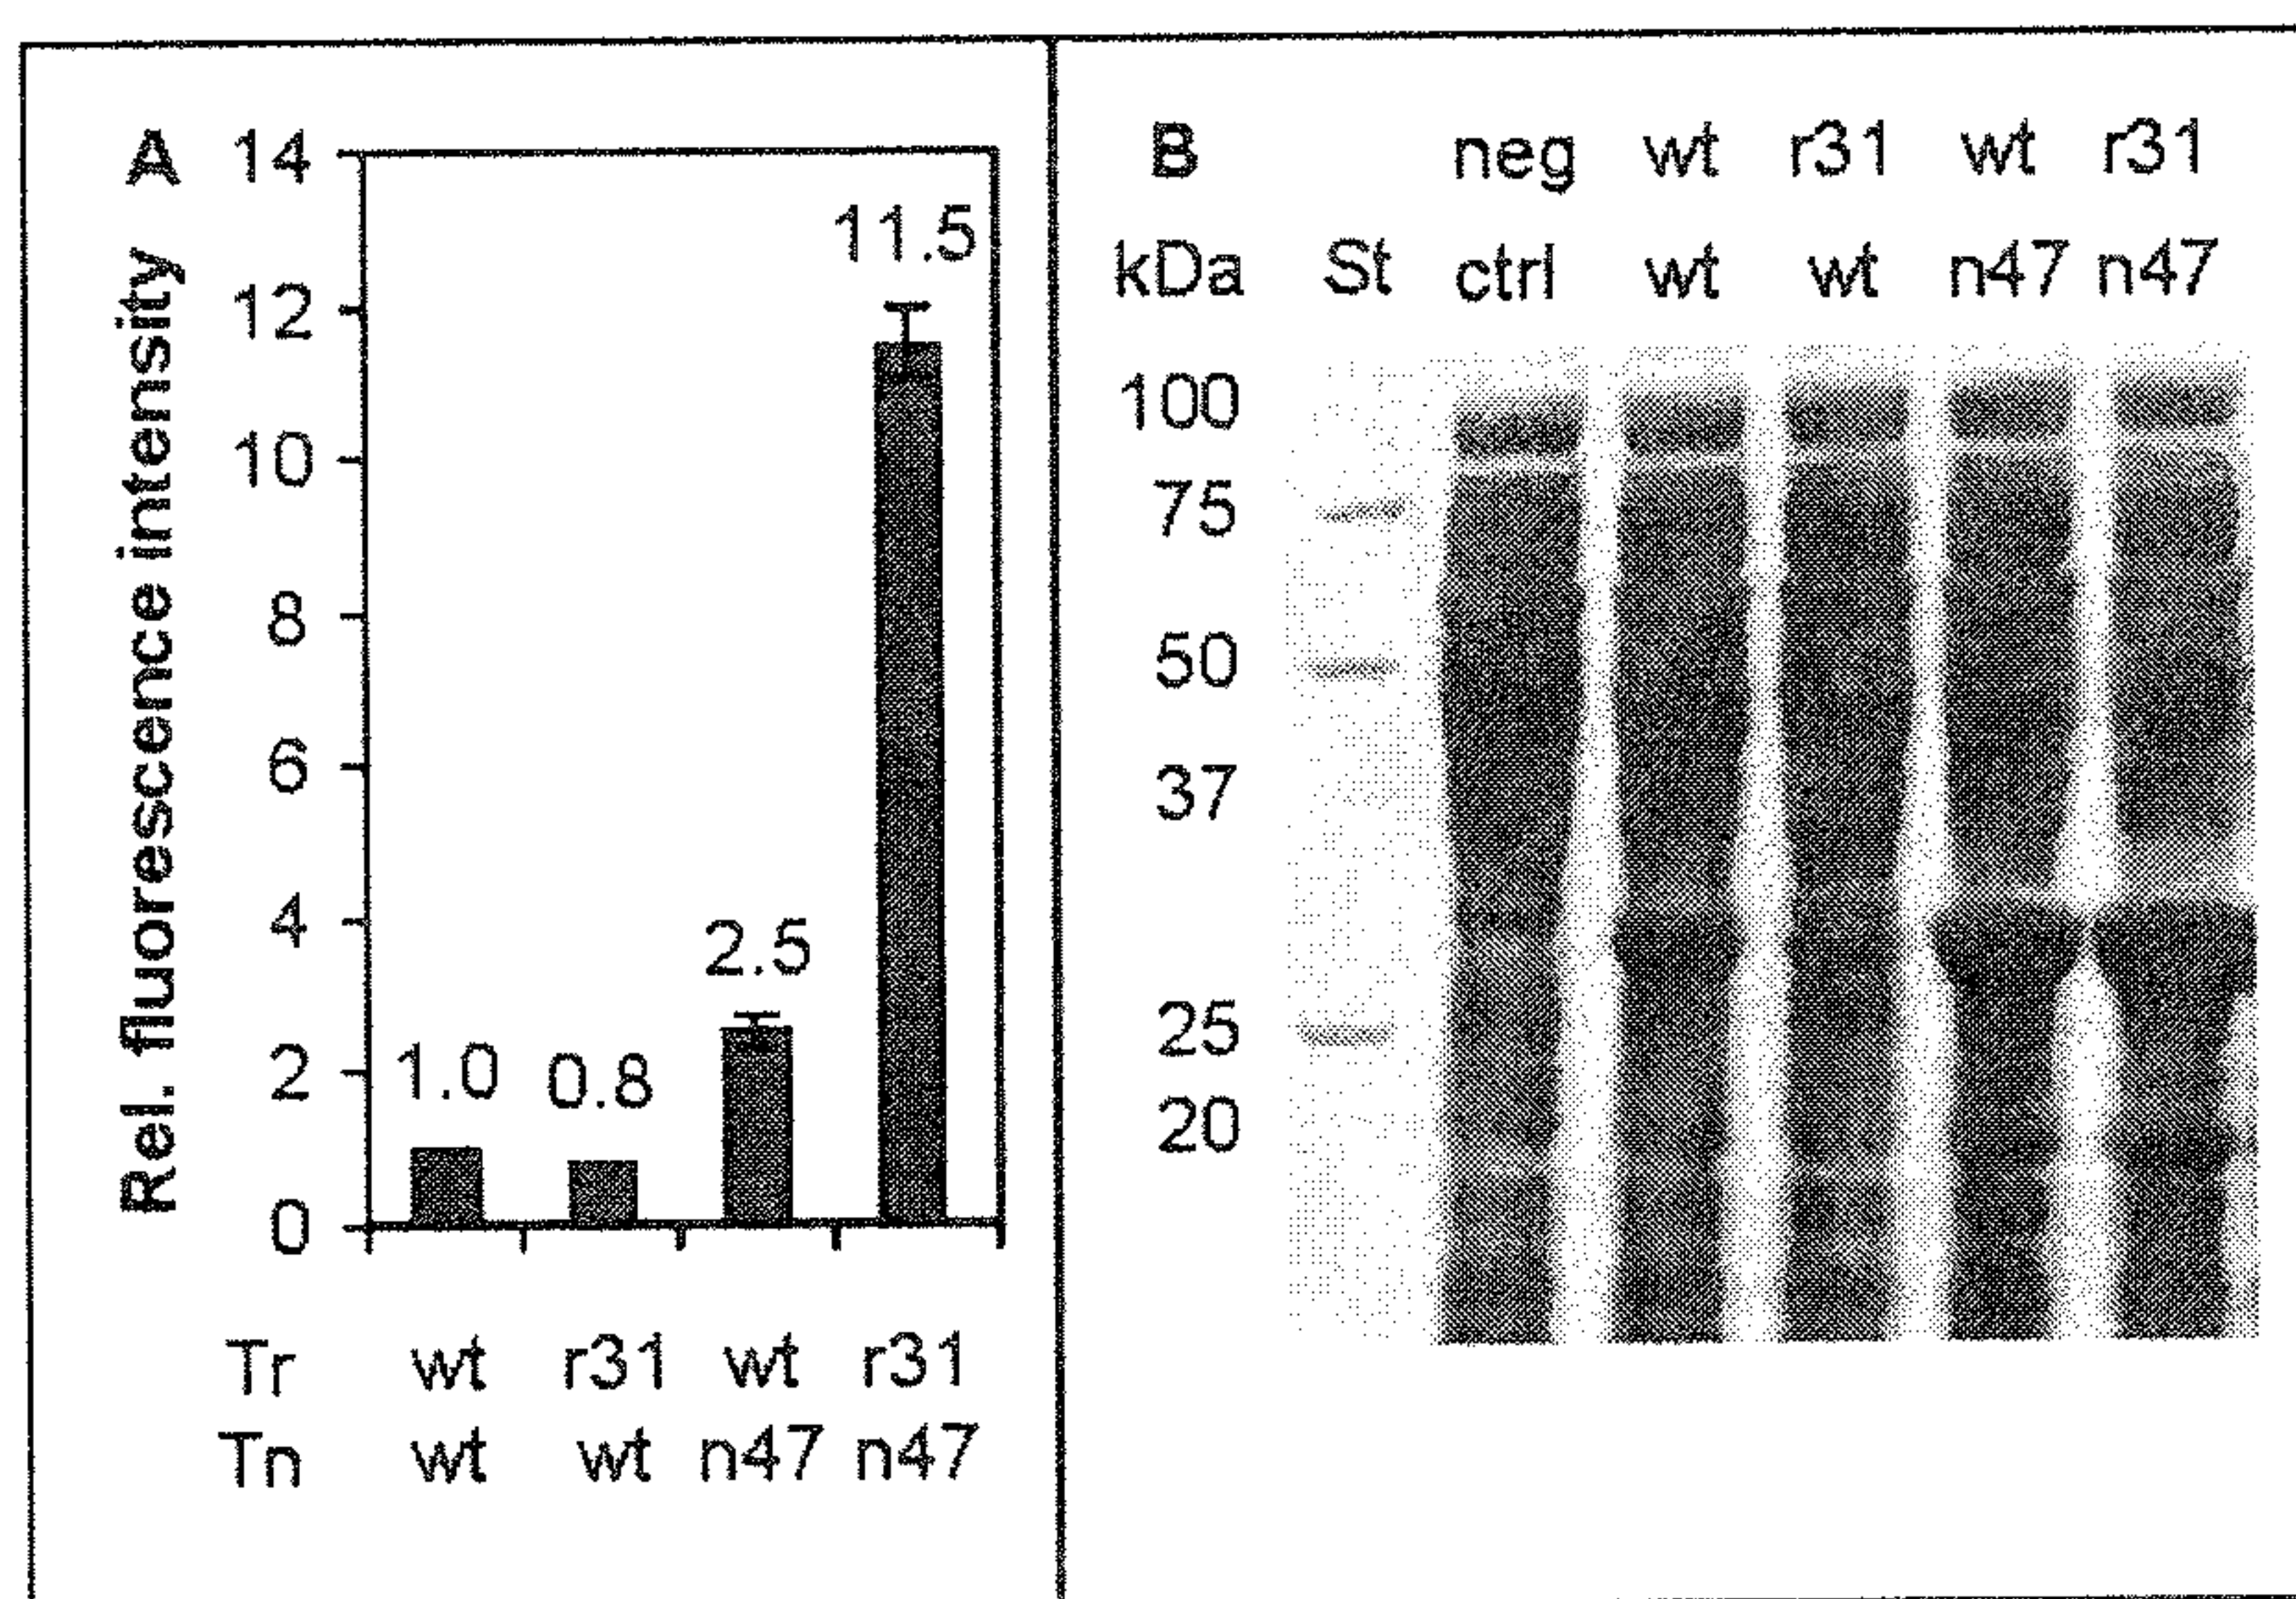 A
Rel. fluorescence intensity
14
12
10
8
6
4
2
0
1.0 0.8 2.5 11.5
Tr wt r31 wt r31
Tn wt wt n47 n47
B neg wt r31 wt r31
kDa St ctrl wt wt n47 n47
100
75
50
37
25
20